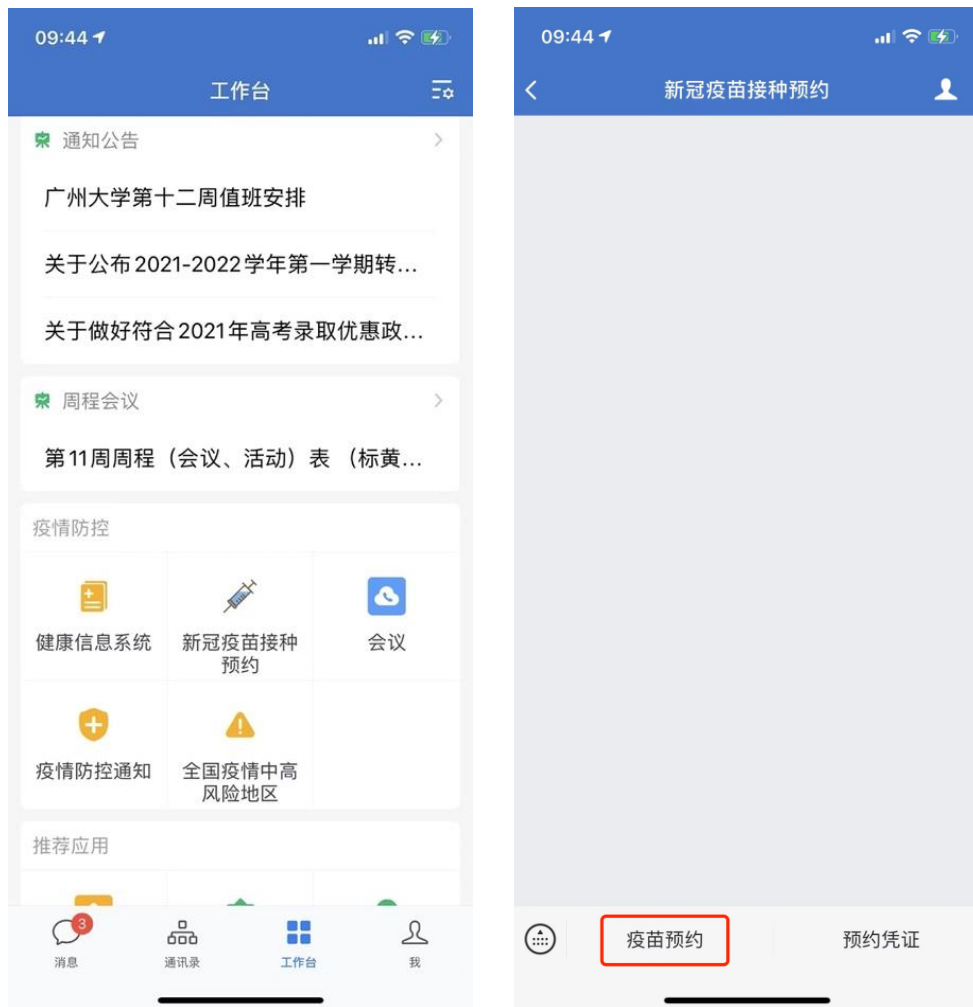 09:44
工作台
通知公告
广州大学第十二周值班安排
关于公布2021-2022学年第一学期转...
关于做好符合2021年高考录取优惠政...
周程会议
第11周周程（会议、活动）表 （标黄...
疫情防控
健康信息系统
新冠疫苗接种
预约
会议
疫情防控通知
全国疫情中高
风险地区
推荐应用
3
消息
通讯录
工作台
我
09:44
新冠疫苗接种预约
疫苗预约
预约凭证